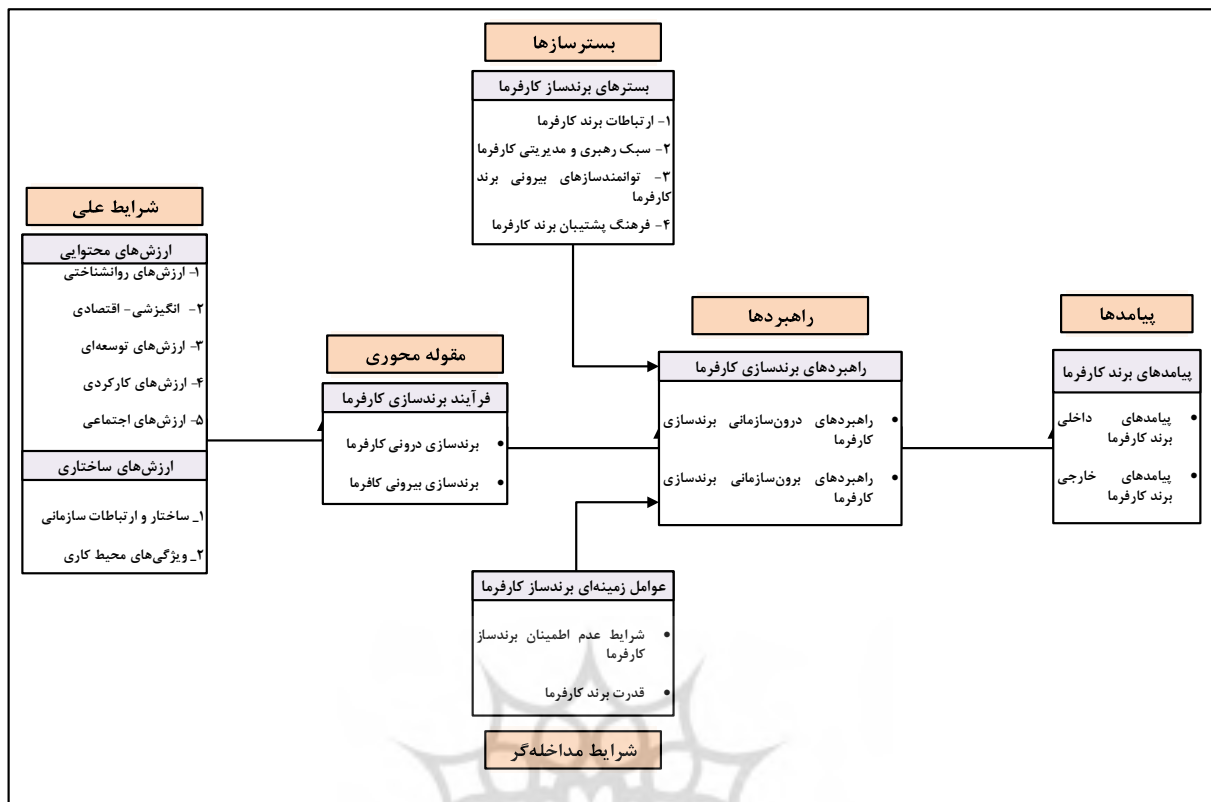 بسترسازها
بسترهای برندساز کارفرما
۱- ارتباطات برند کارفرما
۲- سبک رهبری و مدیریتی کارفرما
۳- توانمندسازهای بیرونی برند
کارفرما
۴- فرهنگ پشتیبان برند کارفرما
شرایط علی
ارزش‌های محتوایی
۱- ارزش‌های روانشناختی
۲- انگیزشی- اقتصادی
۳- ارزش‌های توسعه‌ای
۴- ارزش‌های کارکردی
۵- ارزش‌های اجتماعی
ارزش‌های ساختاری
۱_ ساختار و ارتباطات سازمانی
۲_ ویژگی‌های محیط کاری
مقوله محوری
فرآیند برندسازی کارفرما
• برندسازی درونی کارفرما
• برندسازی بیرونی کافرما
راهبردها
راهبردهای برندسازی کارفرما
• راهبردهای درون‌سازمانی برندسازی
کارفرما
• راهبردهای برون‌سازمانی برندسازی
کارفرما
پیامدها
پیامدهای برند کارفرما
• پیامدهای داخلی
برند کارفرما
• پیامدهای خارجی
برند کارفرما
عوامل زمینه‌ای برندساز کارفرما
• شرایط عدم اطمینان برندساز
کارفرما
• قدرت برند کارفرما
شرایط مداخله‌گر